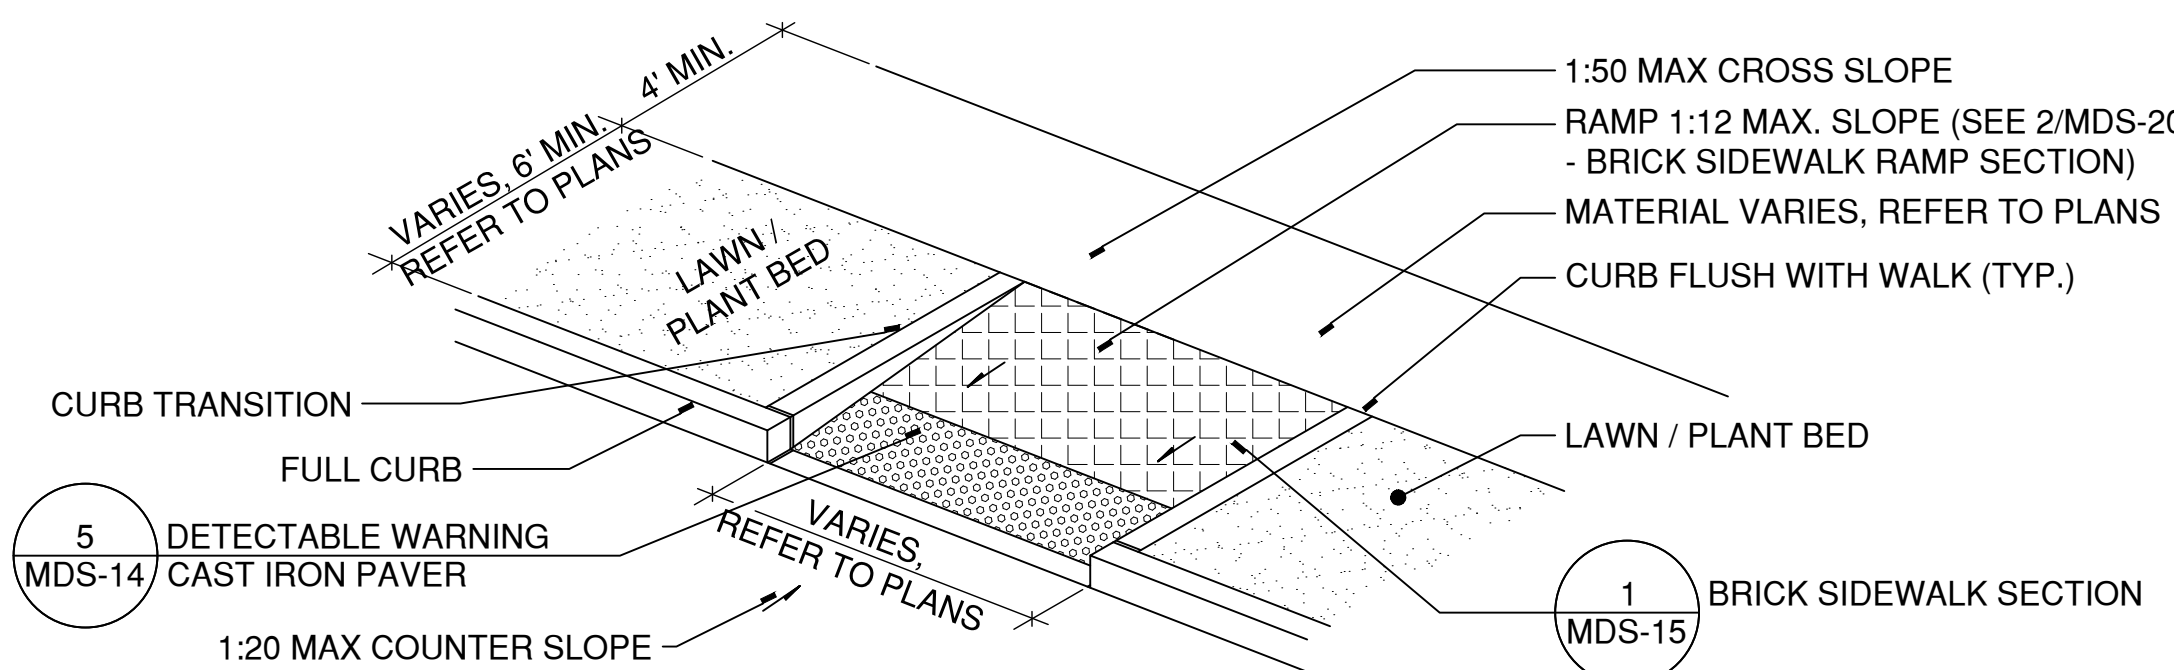 4' MIN.
VARIES, 6' MIN.
REFER TO PLANS
LAWN /
PLANT BED
1:50 MAX CROSS SLOPE
RAMP 1:12 MAX. SLOPE (SEE 2/MDS-20
- BRICK SIDEWALK RAMP SECTION)
MATERIAL VARIES, REFER TO PLANS
CURB FLUSH WITH WALK (TYP.)
CURB TRANSITION
FULL CURB
LAWN / PLANT BED
5
MDS-14
DETECTABLE WARNING
CAST IRON PAVER
VARIES,
REFER TO PLANS
1:20 MAX COUNTER SLOPE
1
MDS-15
BRICK SIDEWALK SECTION